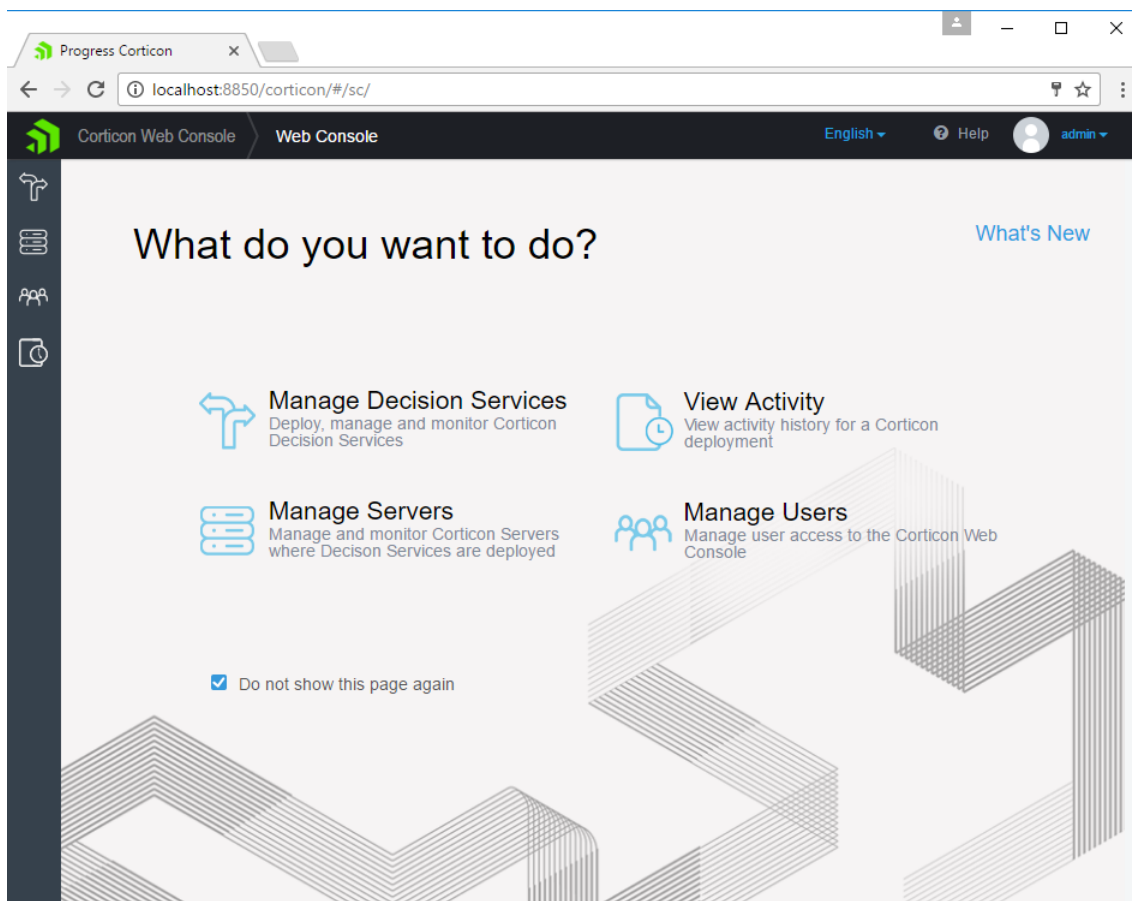 Progress Corticon
localhost:8850/corticon/#/sc/
Corticon Web Console Web Console English Help admin
What do you want to do?
What's New
Manage Decision Services
Deploy, manage and monitor Corticon
Decision Services
View Activity
View activity history for a Corticon
deployment
Manage Servers
Manage and monitor Corticon Servers
where Decison Services are deployed
Manage Users
Manage user access to the Corticon Web
Console
Do not show this page again